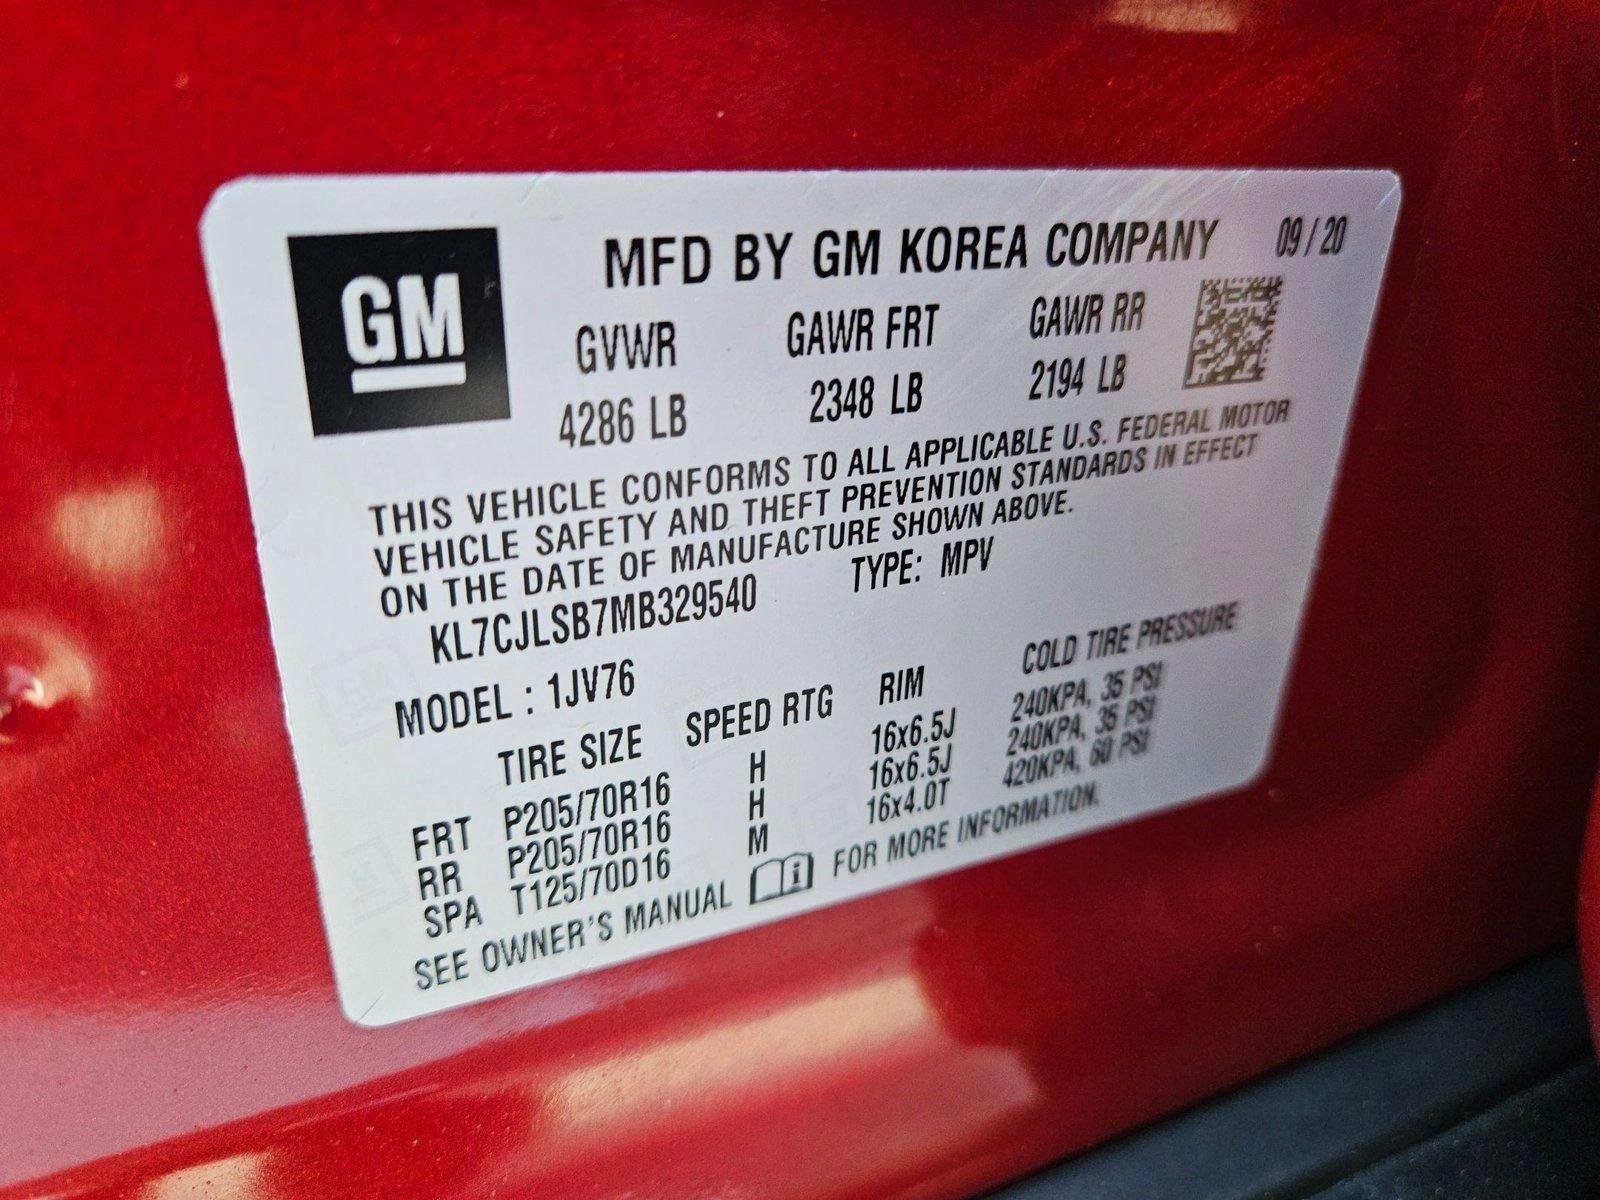 GM
MFD BY GM KOREA COMPANY 09/20
GVWR GAWR FRT GAWR RR
4286 LB 2348 LB 2194 LB
THIS VEHICLE CONFORMS TO ALL APPLICABLE U.S. FEDERAL MOTOR
VEHICLE SAFETY AND THEFT PREVENTION STANDARDS IN EFFECT
ON THE DATE OF MANUFACTURE SHOWN ABOVE.
KL7CJLSB7MB329540 TYPE: MPV
MODEL : 1JV76
TIRE SIZE SPEED RTG RIM COLD TIRE PRESSURE
FRT P205/70R16 H 16x6.5J 240KPA, 35 PSI
RR P205/70R16 H 16x6.5J 240KPA, 35 PSI
SPA T125/70D16 M 16x4.0T 420KPA, 60 PSI
SEE OWNER'S MANUAL FOR MORE INFORMATION.